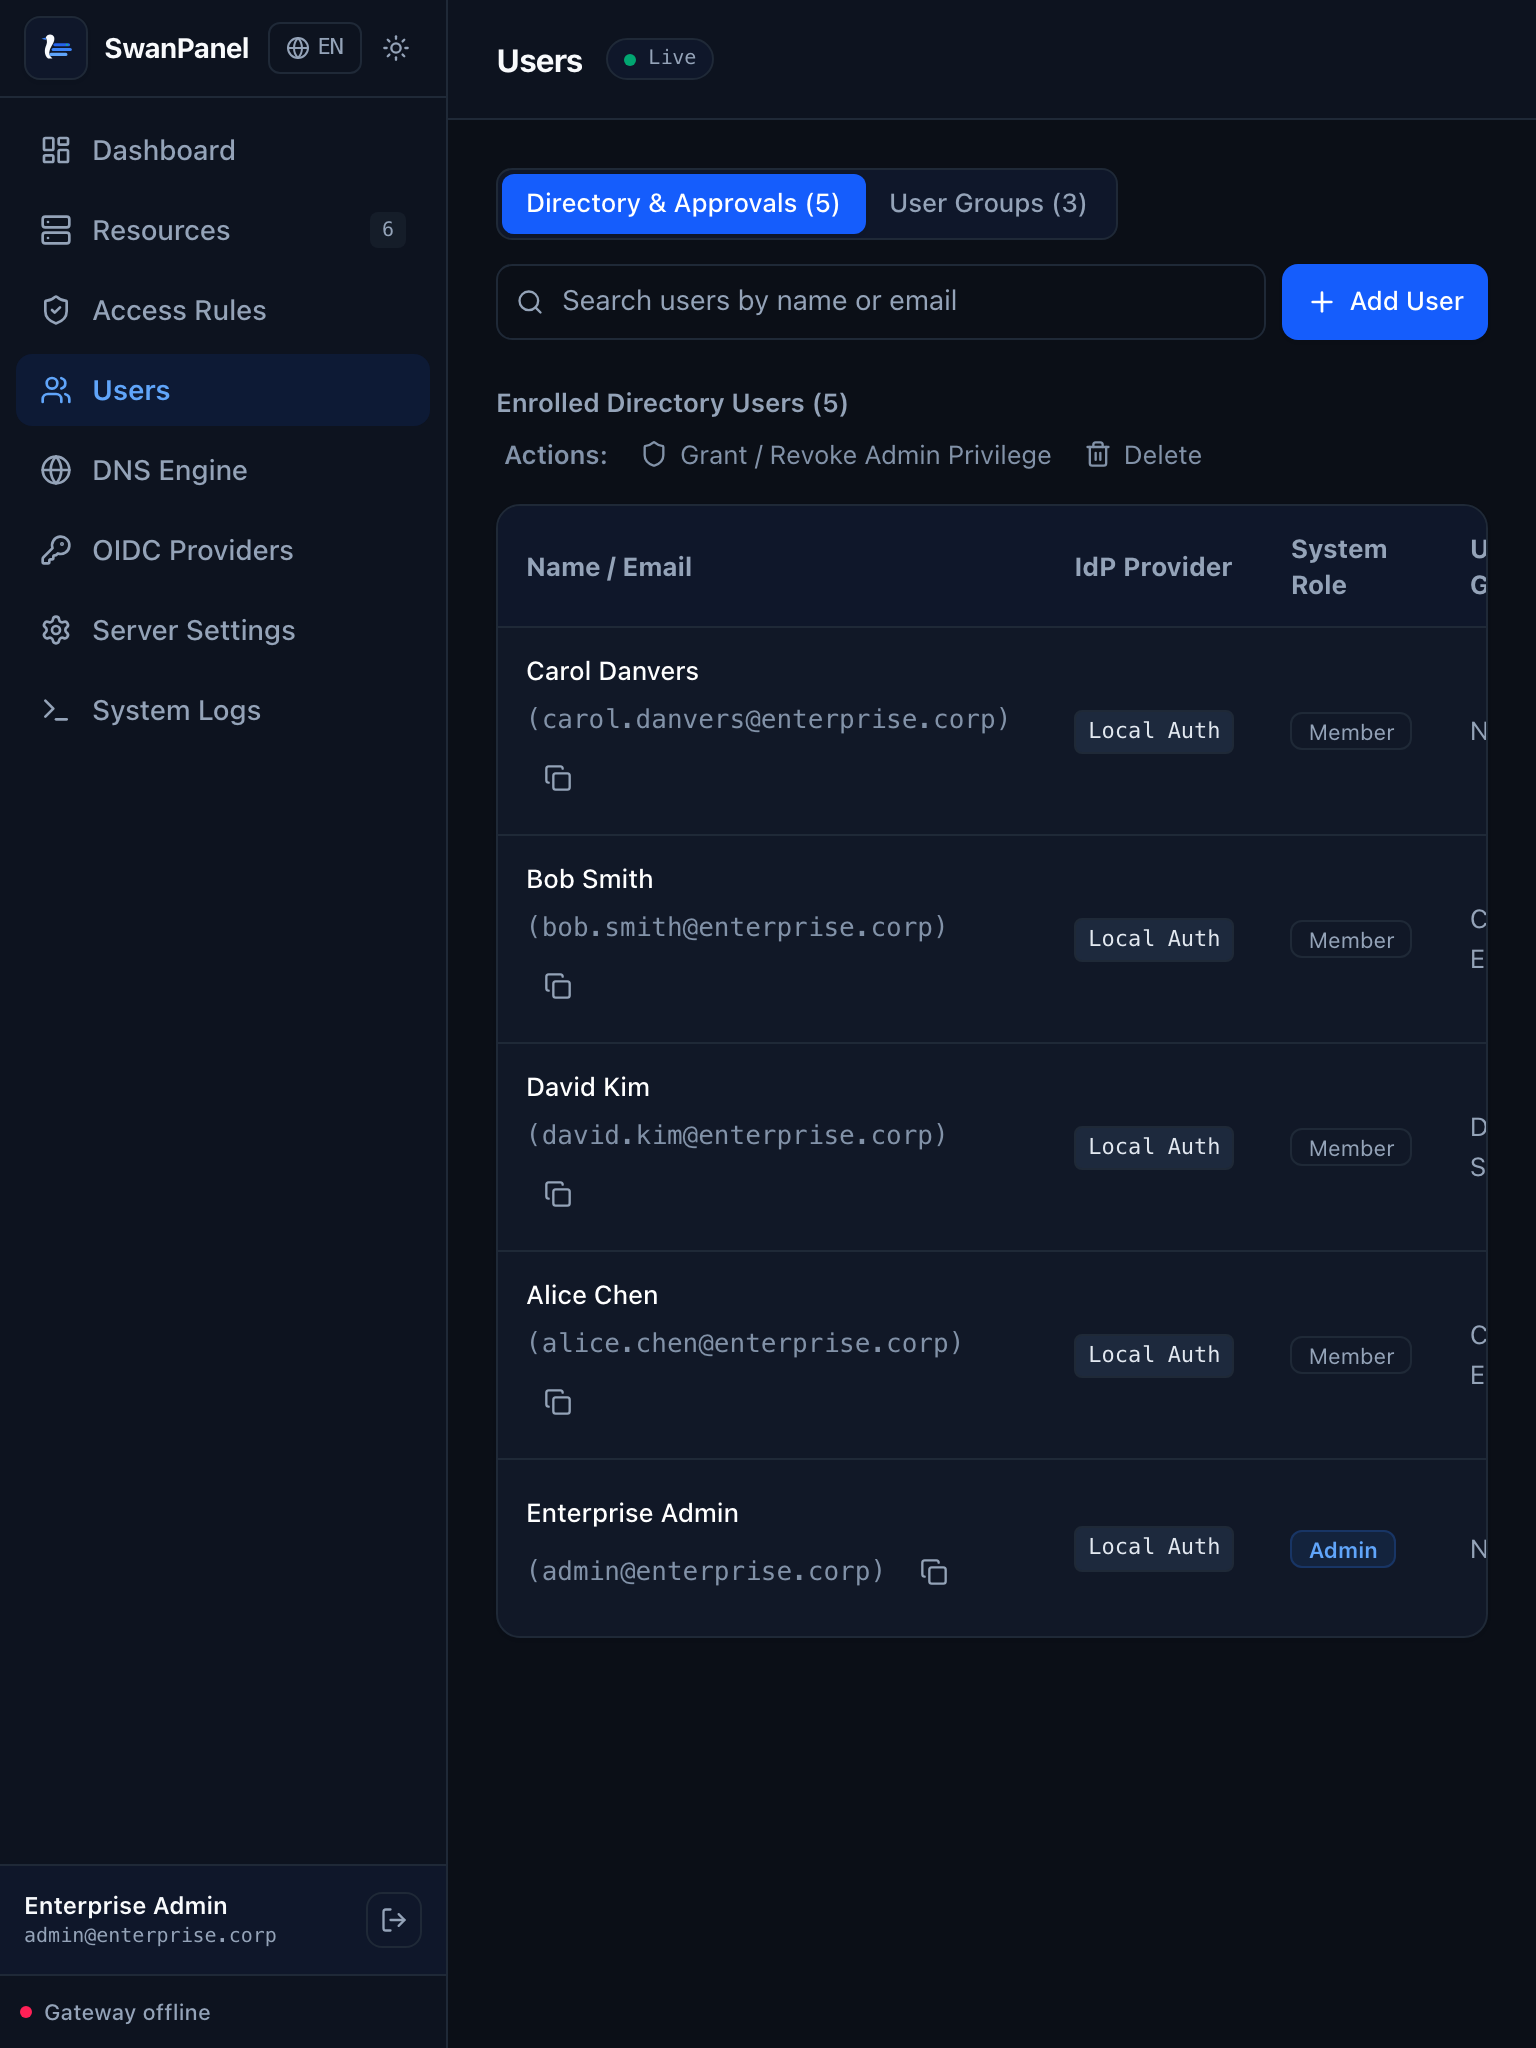 SwanPanel EN
Users Live
Dashboard
Resources 6
Access Rules
Users
DNS Engine
OIDC Providers
Server Settings
System Logs
Enterprise Admin
admin@enterprise.corp
Gateway offline
Directory & Approvals (5) User Groups (3)
Search users by name or email
Add User
Enrolled Directory Users (5)
Actions: Grant / Revoke Admin Privilege Delete
Name / Email IdP Provider System Role
Carol Danvers
(carol.danvers@enterprise.corp) Local Auth Member
Bob Smith
(bob.smith@enterprise.corp) Local Auth Member
David Kim
(david.kim@enterprise.corp) Local Auth Member
Alice Chen
(alice.chen@enterprise.corp) Local Auth Member
Enterprise Admin
(admin@enterprise.corp) Local Auth Admin